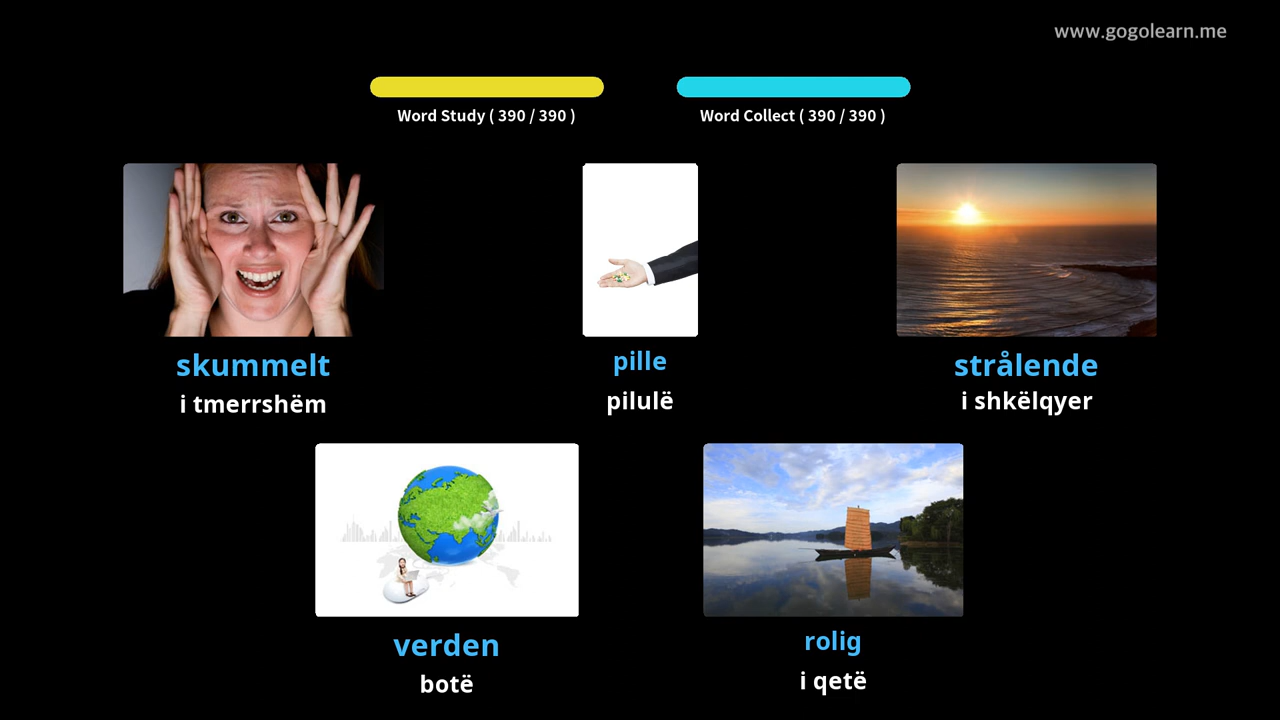 www.gogolearn.me
Word Study ( 390 / 390 )
Word Collect ( 390 / 390 )
skummelt
i tmerrshëm
pille
pilulë
strålende
i shkëlqyer
verden
botë
rolig
i qetë